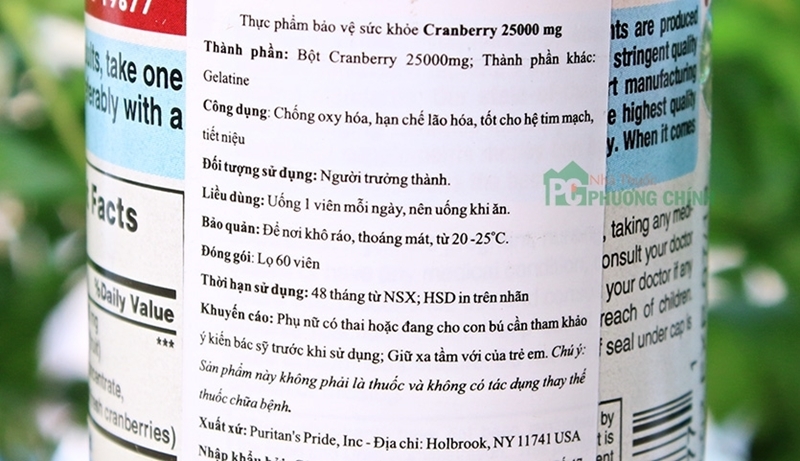 19877
Thực phẩm bảo vệ sức khỏe Cranberry 25000 mg
Thành phần: Bột Cranberry 25000mg; Thành phần khác:
Gelatine
Công dụng: Chống oxy hóa, hạn chế lão hóa, tốt cho hệ tim mạch,
tiết niệu
Đối tượng sử dụng: Người trưởng thành.
Liều dùng: Uống 1 viên mỗi ngày, nên uống khi ăn.
Bảo quản: Để nơi khô ráo, thoáng mát, từ 20 -25°C.
Đóng gói: Lọ 60 viên
Thời hạn sử dụng: 48 tháng từ NSX; HSD in trên nhãn
Khuyến cáo: Phụ nữ có thai hoặc đang cho con bú cần tham khảo
ý kiến bác sỹ trước khi sử dụng; Giữ xa tầm với của trẻ em. Chú ý:
Sản phẩm này không phải là thuốc và không có tác dụng thay thế
thuốc chữa bệnh.
Xuất xứ: Puritan's Pride, Inc - Địa chỉ: Holbrook, NY 11741 USA
Nhập khẩu
take one
with a
Facts
%Daily Value
***
cranberries)
are produced
stringent quality
manufacturing
highest quality
When it comes
Nhà Thuốc
PC PHƯƠNG CHÍNH
taking any medi-
consult your doctor
your doctor if any
reach of children.
if seal under cap is
by
t is
ent